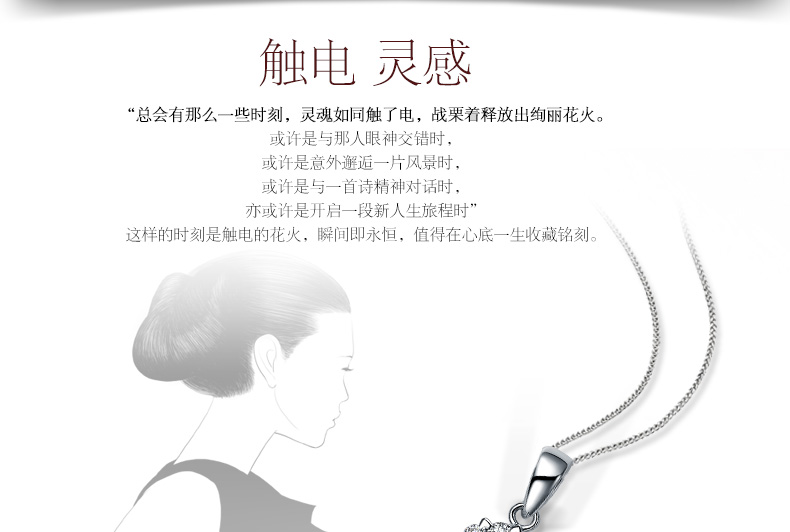 触电 灵感
“总会有那么一些时刻，灵魂如同触了电，战栗着释放出绚丽花火。
或许是与那人眼神交错时，
或许是意外邂逅一片风景时，
或许是与一首诗精神对话时，
亦或许是开启一段新人生旅程时”
这样的时刻是触电的花火，瞬间即永恒，值得在心底一生收藏铭刻。